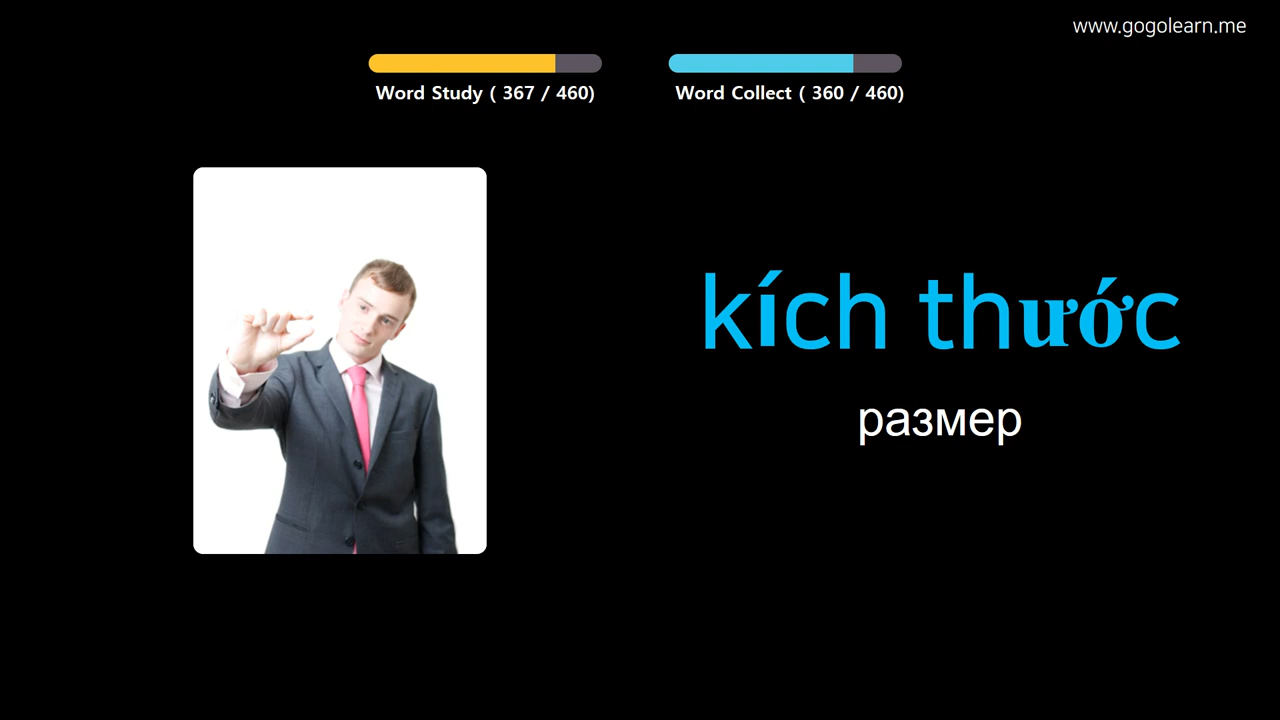 www.gogolearn.me
Word Study ( 367 / 460)
Word Collect ( 360 / 460)
kích thước
размер